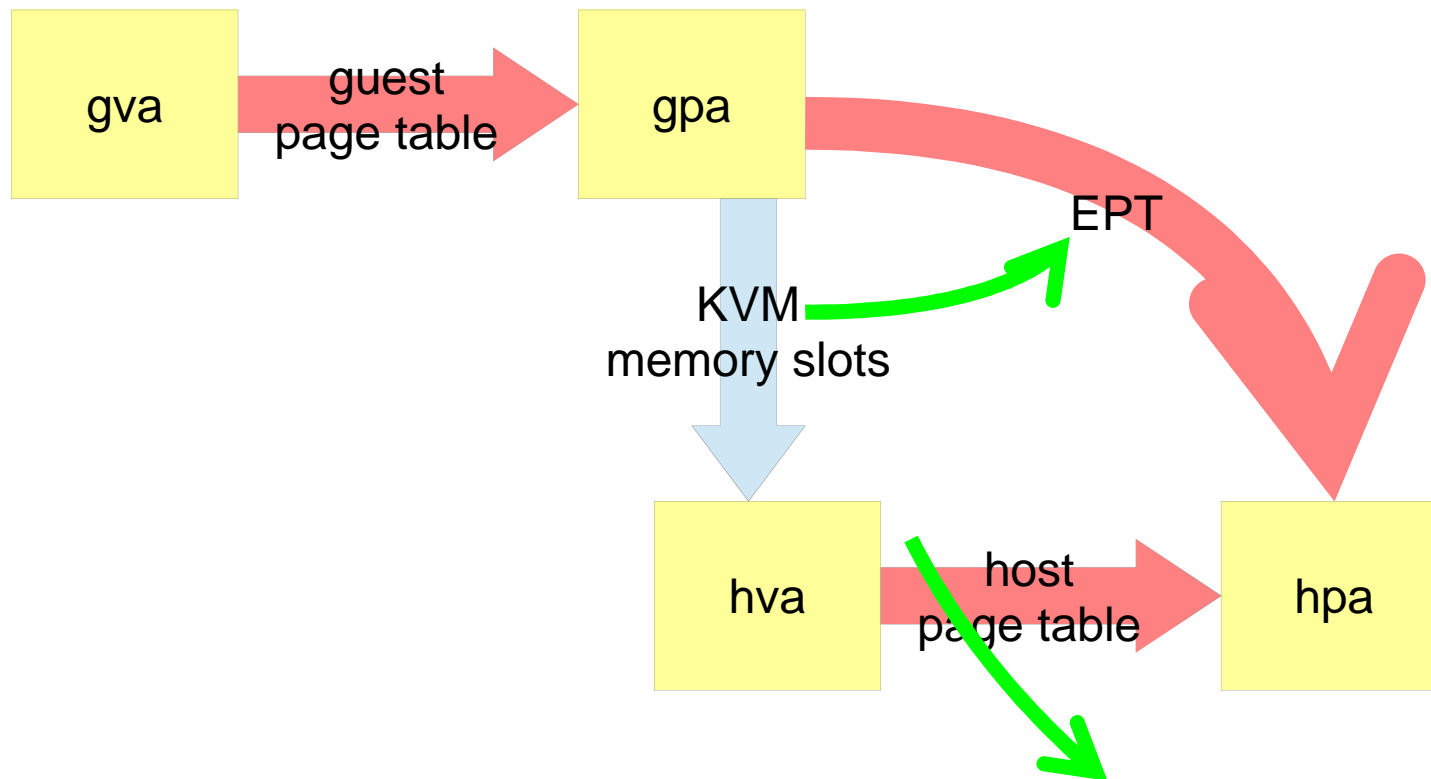 gva
guest
page table
gpa
EPT
KVM
memory slots
hva
host
page table
hpa